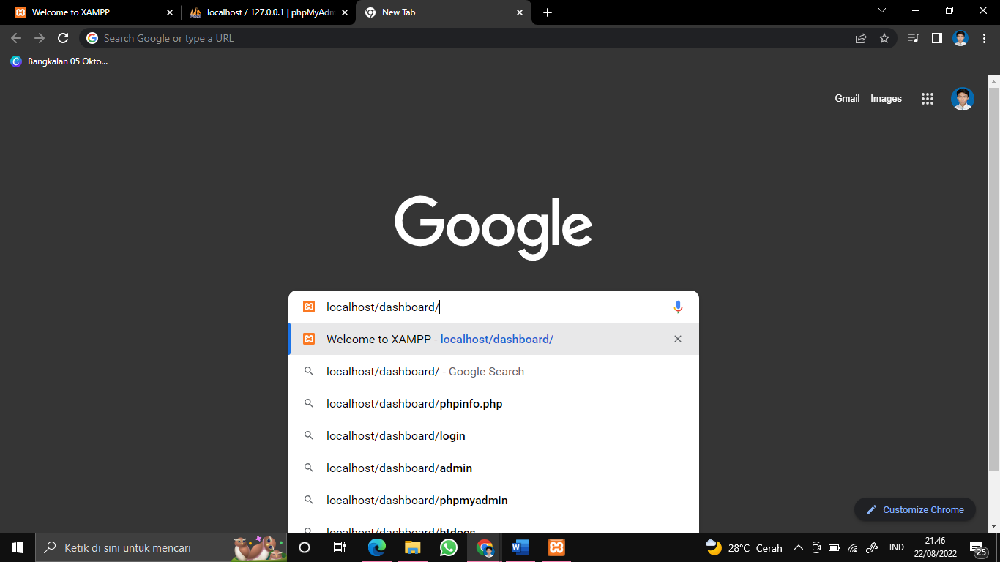 Welcome to XAMPP
localhost / 127.0.0.1 | phpMyAdm
New Tab
Search Google or type a URL
Bangkalan 05 Okto...
Gmail Images
Google
localhost/dashboard/
Welcome to XAMPP - localhost/dashboard/
localhost/dashboard/ - Google Search
localhost/dashboard/phpinfo.php
localhost/dashboard/login
localhost/dashboard/admin
localhost/dashboard/phpmyadmin
localhost/dashboard/htdocs
Customize Chrome
Ketik di sini untuk mencari
28°C Cerah
IND
21.46
22/08/2022
25